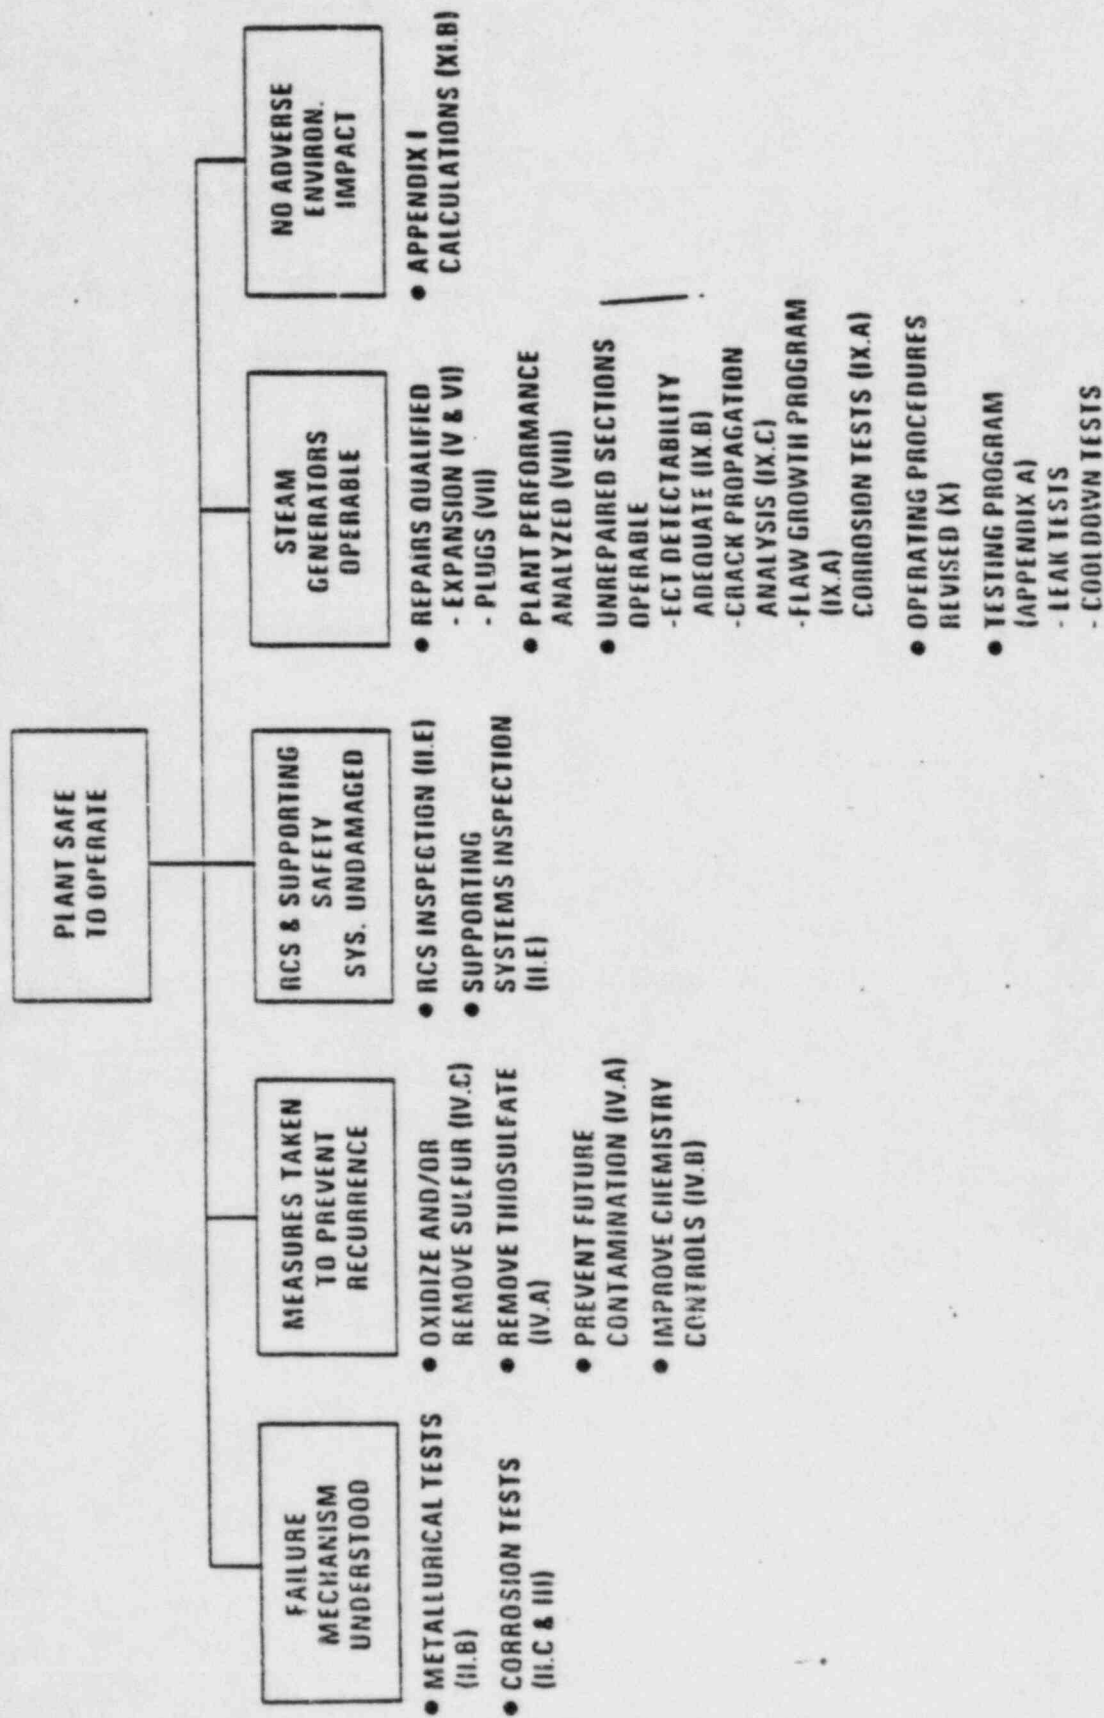 PLANT SAFE
TO OPERATE
FAILURE
MECHANISM
UNDERSTOOD
● METALLURICAL TESTS
(II.B)
● CORROSION TESTS
(II.C & III)
MEASURES TAKEN
TO PREVENT
RECURRENCE
● OXIDIZE AND/OR
REMOVE SULFUR (IV.C)
● REMOVE THIOSULFATE
(IV.A)
● PREVENT FUTURE
CONTAMINATION (IV.A)
● IMPROVE CHEMISTRY
CONTROLS (IV.B)
RCS & SUPPORTING
SAFETY
SYS. UNDAMAGED
● RCS INSPECTION (II.E)
● SUPPORTING
SYSTEMS INSPECTION
(II.E)
STEAM
GENERATORS
OPERABLE
● REPAIRS QUALIFIED
- EXPANSION (V & VI)
- PLUGS (VII)
● PLANT PERFORMANCE
ANALYZED (VIII)
● UNREPAIRED SECTIONS
OPERABLE
-ECT DETECTABILITY
ADEQUATE (IX.B)
-CRACK PROPAGATION
ANALYSIS (IX.C)
-FLAW GROWTH PROGRAM
(IX.A)
CORROSION TESTS (IX.A)
● OPERATING PROCEDURES
REVISED (X)
● TESTING PROGRAM
(APPENDIX A)
- LEAK TESTS
- COOLDOWN TESTS
NO ADVERSE
ENVIRON.
IMPACT
● APPENDIX I
CALCULATIONS (XI.B)